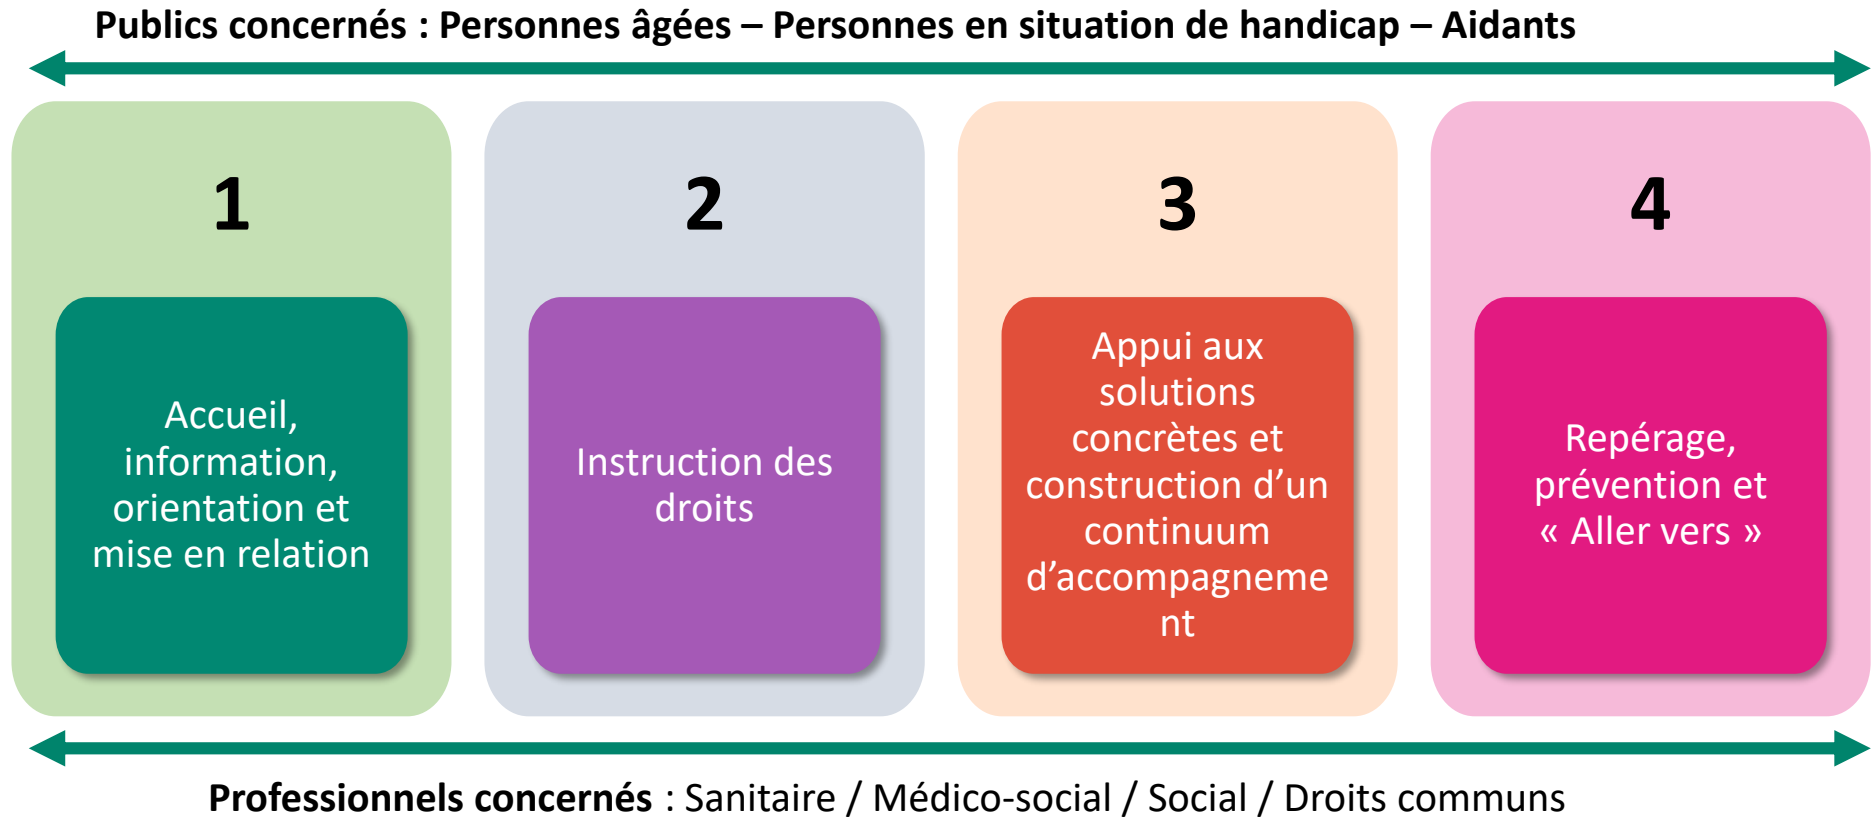 Publics concernés : Personnes âgées – Personnes en situation de handicap – Aidants
1
Accueil,
information,
orientation et
mise en relation
2
Instruction des
droits
3
Appui aux
solutions
concrètes et
construction d’un
continuum
d’accompagneme
nt
4
Repérage,
prévention et
« Aller vers »
Professionnels concernés : Sanitaire / Médico-social / Social / Droits communs